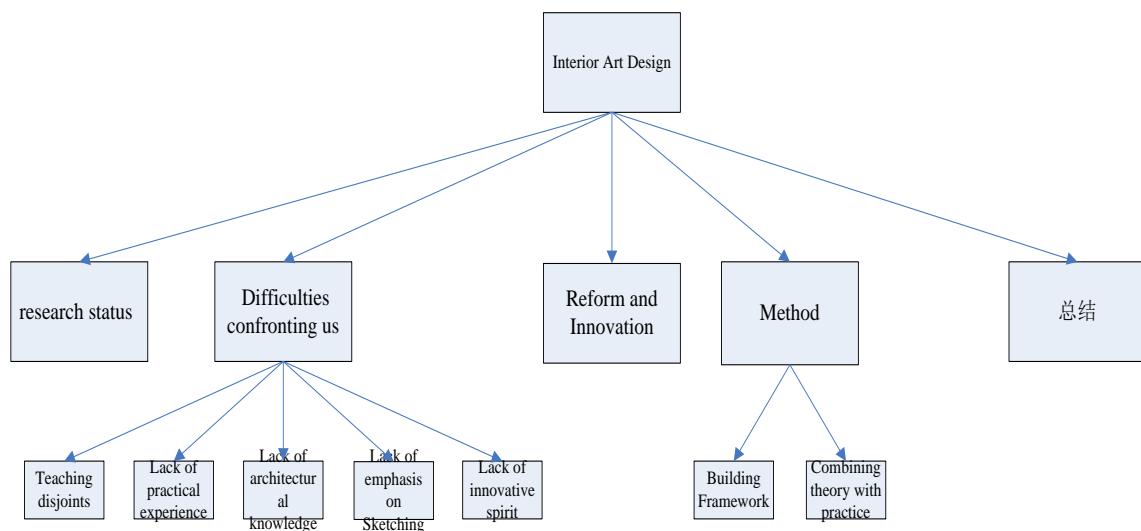 Interior Art Design
research status
Difficulties
confronting us
Reform and
Innovation
Method
总结
Teaching
disjoints
Lack of
practical
experience
Lack of
architectur
al
knowledge
Lack of
emphasis
on
Sketching
Lack of
innovative
spirit
Building
Framework
Combining
theory with
practice